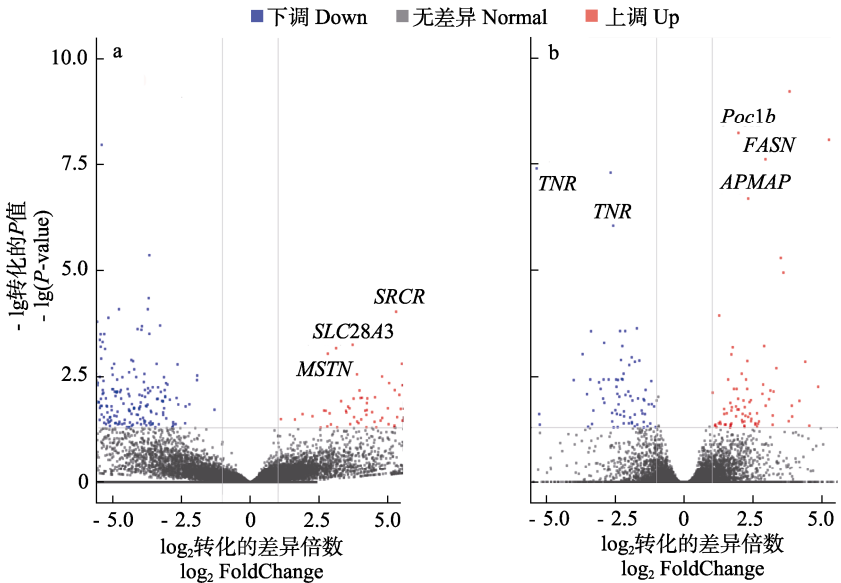 下调 Down 无差异 Normal 上调 Up
a
b
- lg转化的P值
- lg(P-value)
10.0
7.5
5.0
2.5
0
SRCR
SLC28A3
MSTN
Poc1b
FASN
APMAP
TNR
TNR
- 5.0 - 2.5 0 2.5 5.0
- 5.0 - 2.5 0 2.5 5.0
log2转化的差异倍数
log2 FoldChange
log2转化的差异倍数
log2 FoldChange